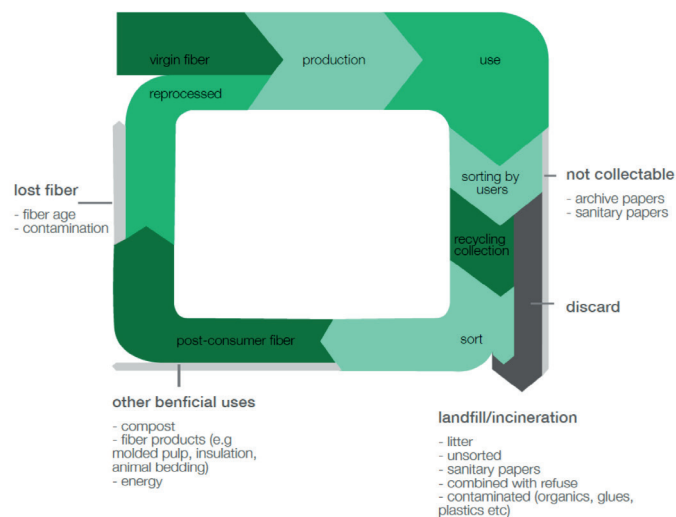 virgin fiber
production
use
reprocessed
sorting by
users
not collectable
- archive papers
- sanitary papers
lost fiber
- fiber age
- contamination
recycling
collection
discard
post-consumer fiber
sort
other benficial uses
- compost
- fiber products (e.g
molded pulp, insulation,
animal bedding)
- energy
landfill/incineration
- litter
- unsorted
- sanitary papers
- combined with refuse
- contaminated (organics, glues,
plastics etc)